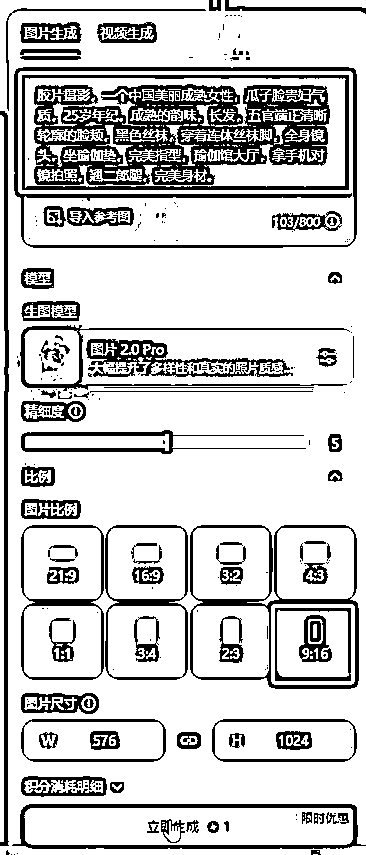 图片生成 视频生成
胶片摄影，一个中国美丽成熟女性，瓜子脸贵妇气
质，25岁年纪，成熟的韵味，长发，五官端正清晰
轮廓的脸颊，黑色丝袜，穿着连体丝袜脚，全身镜
头，坐瑜伽垫，完美指型，瑜伽馆大厅，拿手机对
镜拍照，翘二郎腿，完美身材。
导入参考图 103/800
模型
生图模型
图片 2.0 Pro
大幅提升了多样性和真实的照片质感...
精细度
5
比例
图片比例
21:9 16:9 3:2 4:3
1:1 3:4 2:3 9:16
图片尺寸
W 576 H 1024
积分消耗明细
限时优惠
立即生成 1